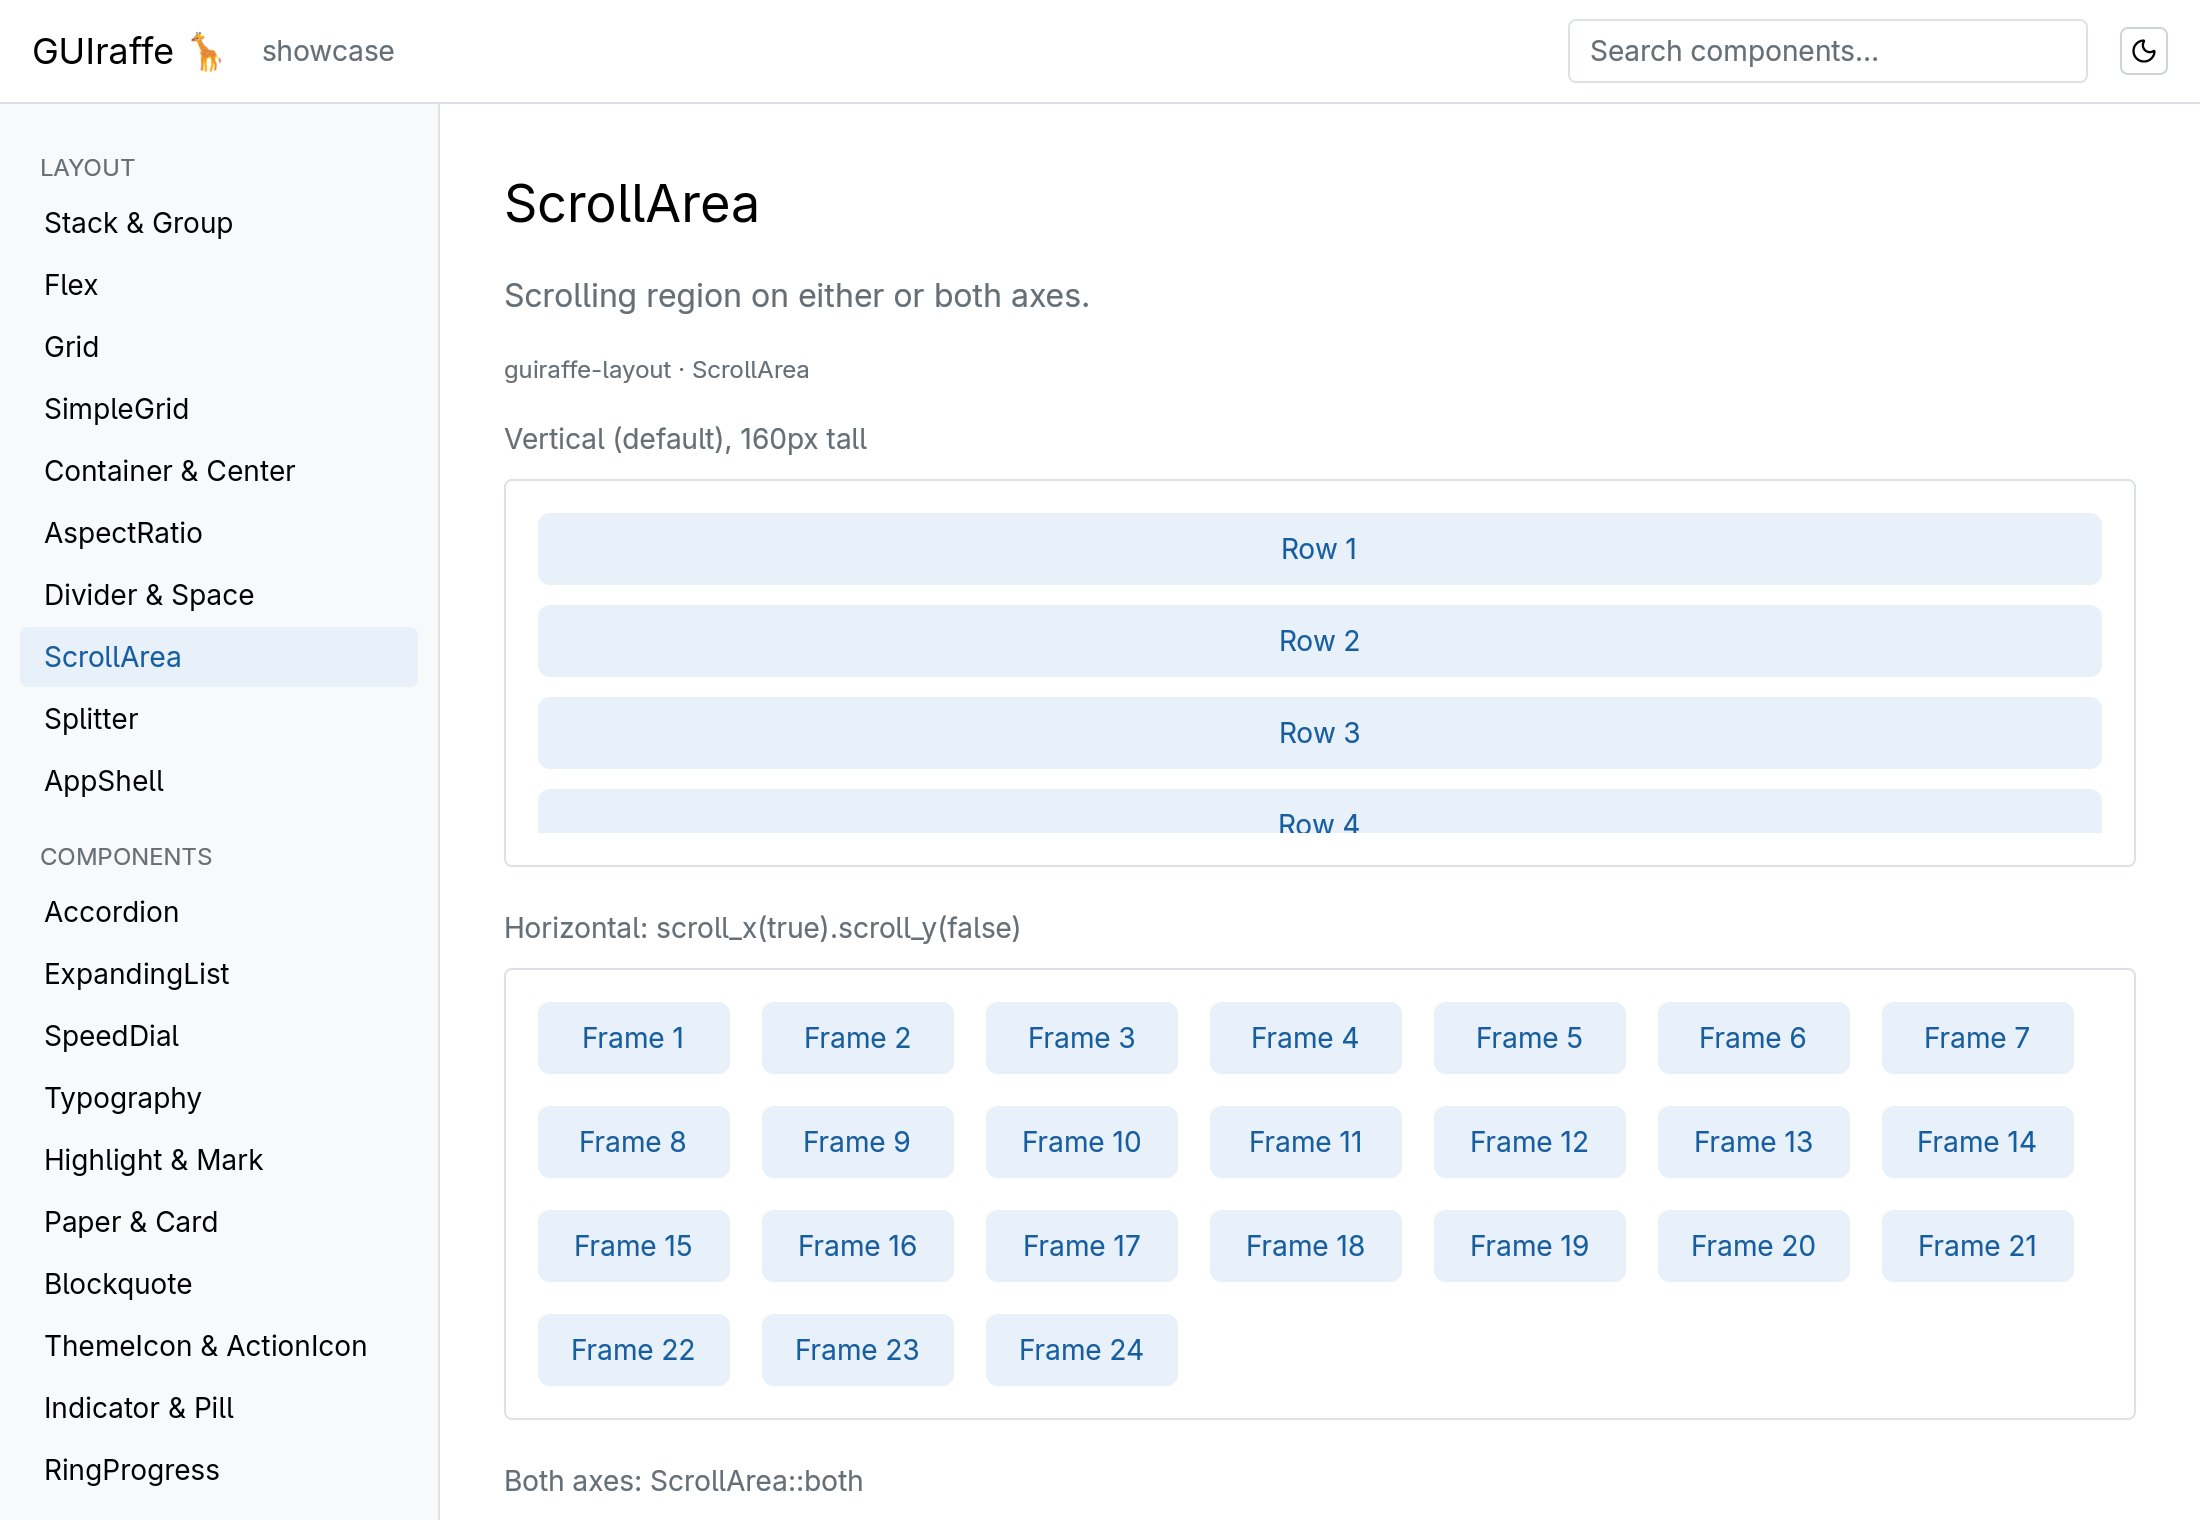 GUIraffe 🦒 showcase Search components...
LAYOUT
Stack & Group
Flex
Grid
SimpleGrid
Container & Center
AspectRatio
Divider & Space
ScrollArea
Splitter
AppShell
COMPONENTS
Accordion
ExpandingList
SpeedDial
Typography
Highlight & Mark
Paper & Card
Blockquote
ThemeIcon & ActionIcon
Indicator & Pill
RingProgress
ScrollArea
Scrolling region on either or both axes.
guiraffe-layout · ScrollArea
Vertical (default), 160px tall
Row 1
Row 2
Row 3
Row 4
Horizontal: scroll_x(true).scroll_y(false)
Frame 1 Frame 2 Frame 3 Frame 4 Frame 5 Frame 6 Frame 7
Frame 8 Frame 9 Frame 10 Frame 11 Frame 12 Frame 13 Frame 14
Frame 15 Frame 16 Frame 17 Frame 18 Frame 19 Frame 20 Frame 21
Frame 22 Frame 23 Frame 24
Both axes: ScrollArea::both